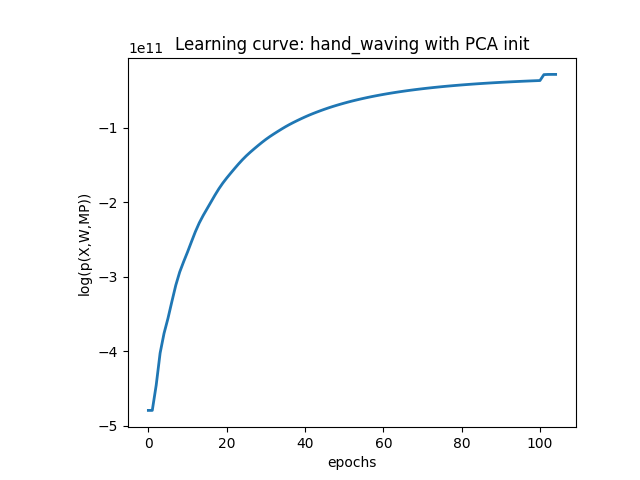 Learning curve: hand_waving with PCA init
1e11
−1
−2
−3
−4
−5
log(p(X,W,MP))
0 20 40 60 80 100
epochs